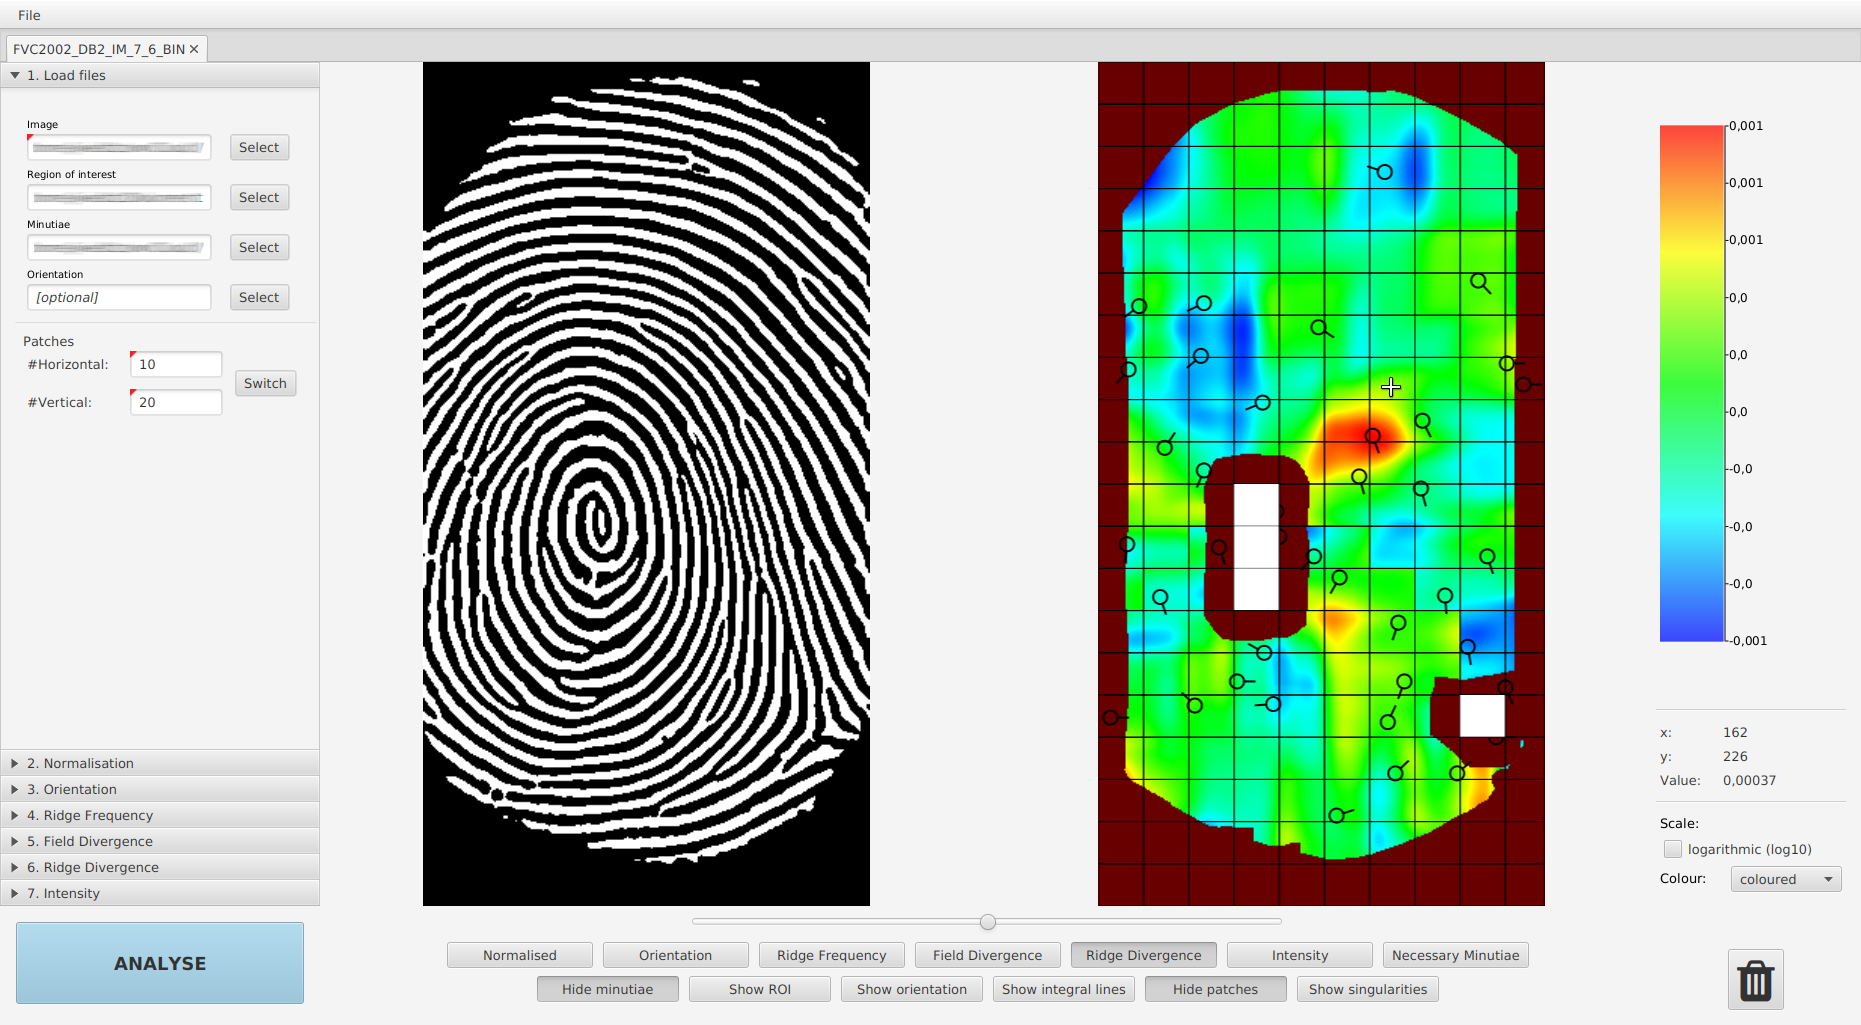 File
FVC2002_DB2_IM_7_6_BIN ✕
1. Load files
Image
Select
Region of interest
Select
Minutiae
Select
Orientation
[optional] Select
Patches
#Horizontal: 10
Switch
#Vertical: 20
2. Normalisation
3. Orientation
4. Ridge Frequency
5. Field Divergence
6. Ridge Divergence
7. Intensity
ANALYSE
Normalised Orientation Ridge Frequency Field Divergence Ridge Divergence Intensity Necessary Minutiae
Hide minutiae Show ROI Show orientation Show integral lines Hide patches Show singularities
0,001
0,001
0,001
0,0
0,0
0,0
-0,0
-0,0
-0,0
-0,001
x: 162
y: 226
Value: 0,00037
Scale:
logarithmic (log10)
Colour: coloured